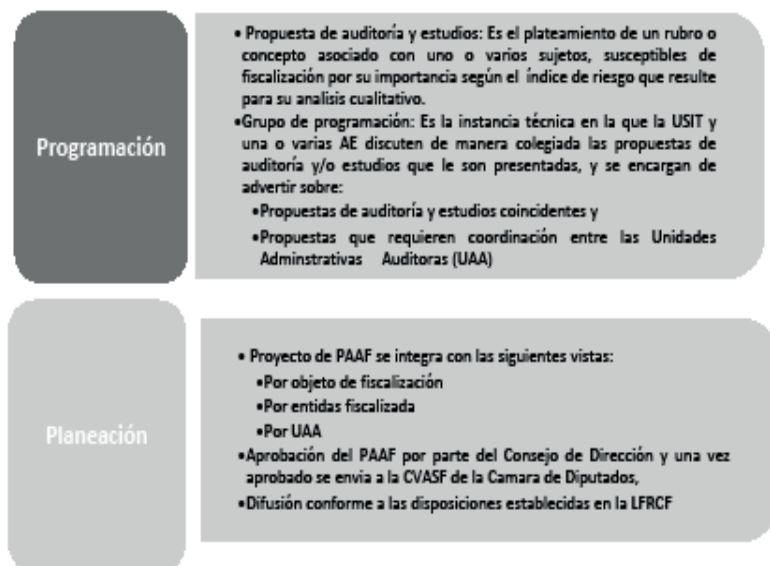 Programación
• Propuesta de auditoría y estudios: Es el plateamiento de un rubro o
concepto asociado con uno o varios sujetos, susceptibles de
fiscalización por su importancia según el índice de riesgo que resulte
para su analisis cualitativo.
•Grupo de programación: Es la instancia técnica en la que la USIT y
una o varias AE discuten de manera colegiada las propuestas de
auditoría y/o estudios que le son presentadas, y se encargan de
advertir sobre:
•Propuestas de auditoría y estudios coincidentes y
•Propuestas que requieren coordinación entre las Unidades
Adminstrativas Auditoras (UAA)
Planeación
• Proyecto de PAAF se integra con las siguientes vistas:
•Por objeto de fiscalización
•Por entidas fiscalizada
•Por UAA
•Aprobación del PAAF por parte del Consejo de Dirección y una vez
aprobado se envia a la CVASF de la Camara de Diputados,
•Difusión conforme a las disposiciones establecidas en la LFRCF